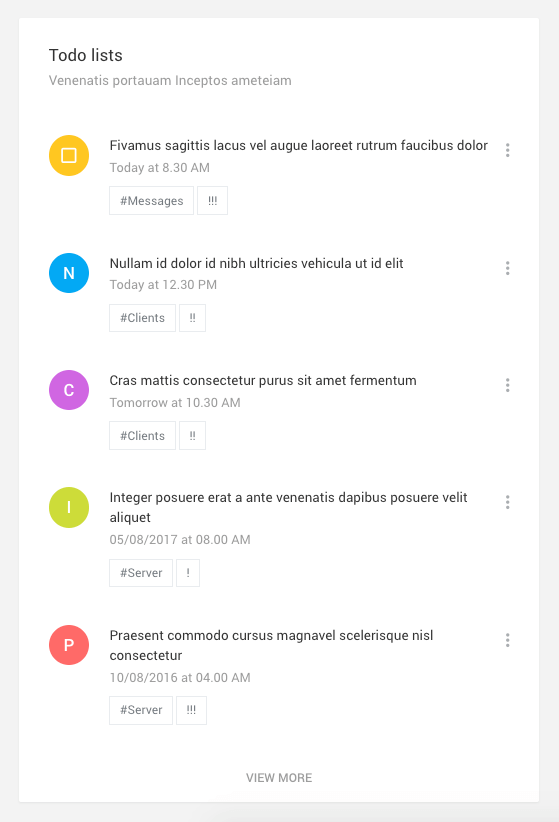 Todo lists
Venenatis portauam Inceptos ameteiam
Fivamus sagittis lacus vel augue laoreet rutrum faucibus dolor
Today at 8.30 AM
#Messages !!!
N
Nullam id dolor id nibh ultricies vehicula ut id elit
Today at 12.30 PM
#Clients !!
C
Cras mattis consectetur purus sit amet fermentum
Tomorrow at 10.30 AM
#Clients !!
I
Integer posuere erat a ante venenatis dapibus posuere velit
aliquet
05/08/2017 at 08.00 AM
#Server !
P
Praesent commodo cursus magnavel scelerisque nisl
consectetur
10/08/2016 at 04.00 AM
#Server !!!
VIEW MORE